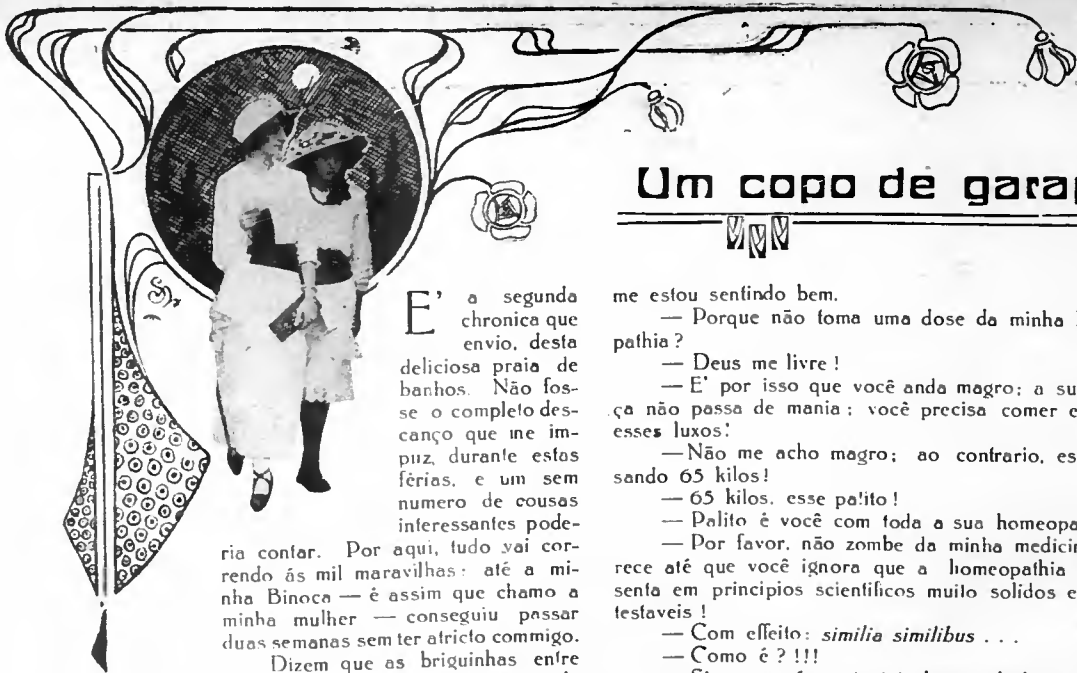 Um copo de garap
E' a segunda
chronica que
envio, desta
deliciosa praia de
banhos. Não fos-
se o completo des-
canço que me im-
puz, durante estas
férias, e um sem
numero de cousas
interessantes pode-
ria contar. Por aqui, tudo vai cor-
rendo ás mil maravilhas: até a mi-
nha Binoca — é assim que chamo a
minha mulher — conseguiu passar
duas semanas sem ter atricto commigo.
Dizem que as briguinhas entre
me estou sentindo bem.
— Porque não toma uma dose da minha
pathia ?
— Deus me livre !
— E' por isso que você anda magro; a su
ça não passa de mania : você precisa comer e
esses luxos!
—Não me acho magro; ao contrario, es
sando 65 kilos!
— 65 kilos, esse palito !
— Palito é você com toda a sua homeopa
— Por favor, não zombe da minha medicin
rece até que você ignora que a homeopathia
senta em principios scientificos muito solidos e
testaveis !
— Com effeito: similia similibus . . .
— Como é ? !!!